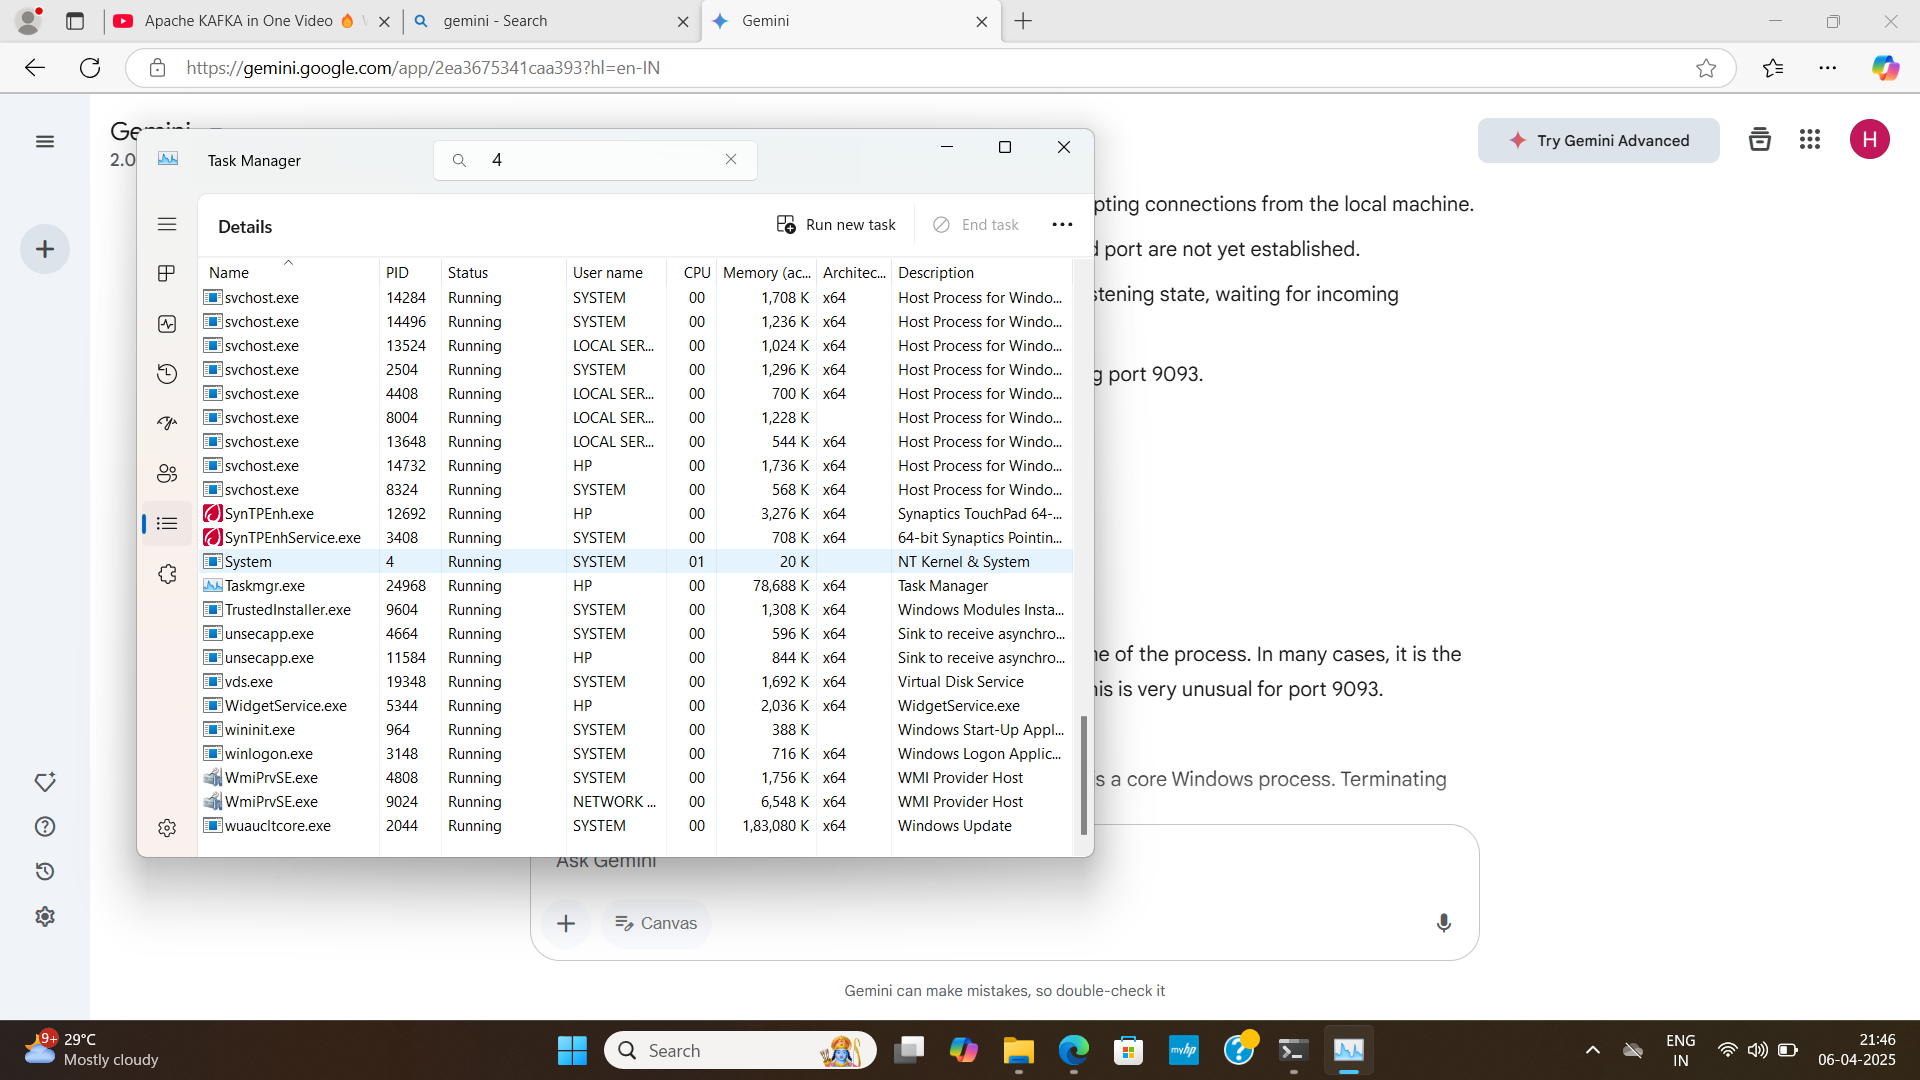 Apache KAFKA in One Video
gemini - Search
Gemini
https://gemini.google.com/app/2ea3675341caa393?hl=en-IN
Gemini
2.0
Try Gemini Advanced
H
Task Manager
4
pting connections from the local machine.
Details
Run new task
End task
d port are not yet established.
Name PID Status User name CPU Memory (ac... Architec... Description
svchost.exe 14284 Running SYSTEM 00 1,708 K x64 Host Process for Windo...
stening state, waiting for incoming
svchost.exe 14496 Running SYSTEM 00 1,236 K x64 Host Process for Windo...
svchost.exe 13524 Running LOCAL SER... 00 1,024 K x64 Host Process for Windo...
svchost.exe 2504 Running SYSTEM 00 1,296 K x64 Host Process for Windo...
g port 9093.
svchost.exe 4408 Running LOCAL SER... 00 700 K x64 Host Process for Windo...
svchost.exe 8004 Running LOCAL SER... 00 1,228 K Host Process for Windo...
svchost.exe 13648 Running LOCAL SER... 00 544 K x64 Host Process for Windo...
svchost.exe 14732 Running HP 00 1,736 K x64 Host Process for Windo...
svchost.exe 8324 Running SYSTEM 00 568 K x64 Host Process for Windo...
SynTPEnh.exe 12692 Running HP 00 3,276 K x64 Synaptics TouchPad 64-...
SynTPEnhService.exe 3408 Running SYSTEM 00 708 K x64 64-bit Synaptics Pointin...
System 4 Running SYSTEM 01 20 K NT Kernel & System
Taskmgr.exe 24968 Running HP 00 78,688 K x64 Task Manager
TrustedInstaller.exe 9604 Running SYSTEM 00 1,308 K x64 Windows Modules Insta...
unsecapp.exe 4664 Running SYSTEM 00 596 K x64 Sink to receive asynchro...
unsecapp.exe 11584 Running HP 00 844 K x64 Sink to receive asynchro...
ne of the process. In many cases, it is the
vds.exe 19348 Running SYSTEM 00 1,692 K x64 Virtual Disk Service
his is very unusual for port 9093.
WidgetService.exe 5344 Running HP 00 2,036 K x64 WidgetService.exe
wininit.exe 964 Running SYSTEM 00 388 K Windows Start-Up Appl...
winlogon.exe 3148 Running SYSTEM 00 716 K x64 Windows Logon Applic...
WmiPrvSE.exe 4808 Running SYSTEM 00 1,756 K x64 WMI Provider Host
s a core Windows process. Terminating
WmiPrvSE.exe 9024 Running NETWORK ... 00 6,548 K x64 WMI Provider Host
wuaucltcore.exe 2044 Running SYSTEM 00 1,83,080 K x64 Windows Update
Ask Gemini
Canvas
Gemini can make mistakes, so double-check it
9+
29°C
Mostly cloudy
Search
myhp
ENG
IN
21:46
06-04-2025